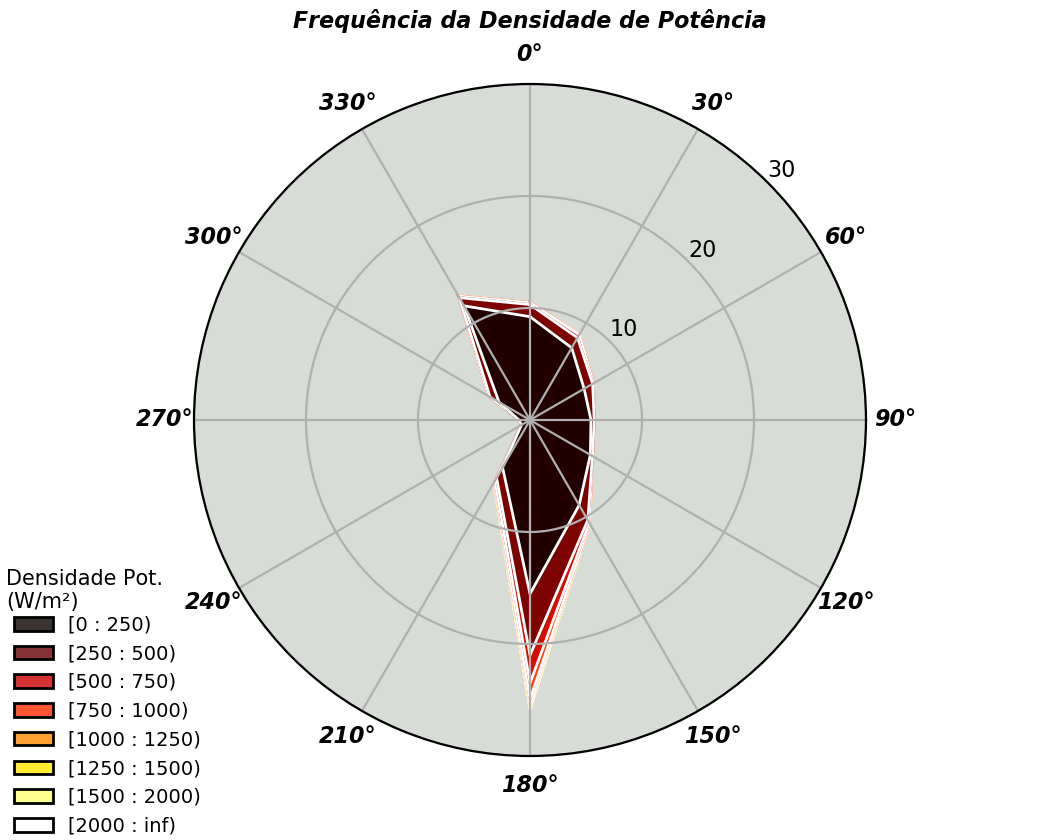 Frequência da Densidade de Potência
0°
330°
30°
30
300°
60°
20
10
270°
90°
Densidade Pot.
(W/m²)
240°
120°
[0 : 250)
[250 : 500)
[500 : 750)
[750 : 1000)
[1000 : 1250)
[1250 : 1500)
[1500 : 2000)
[2000 : inf)
210°
150°
180°